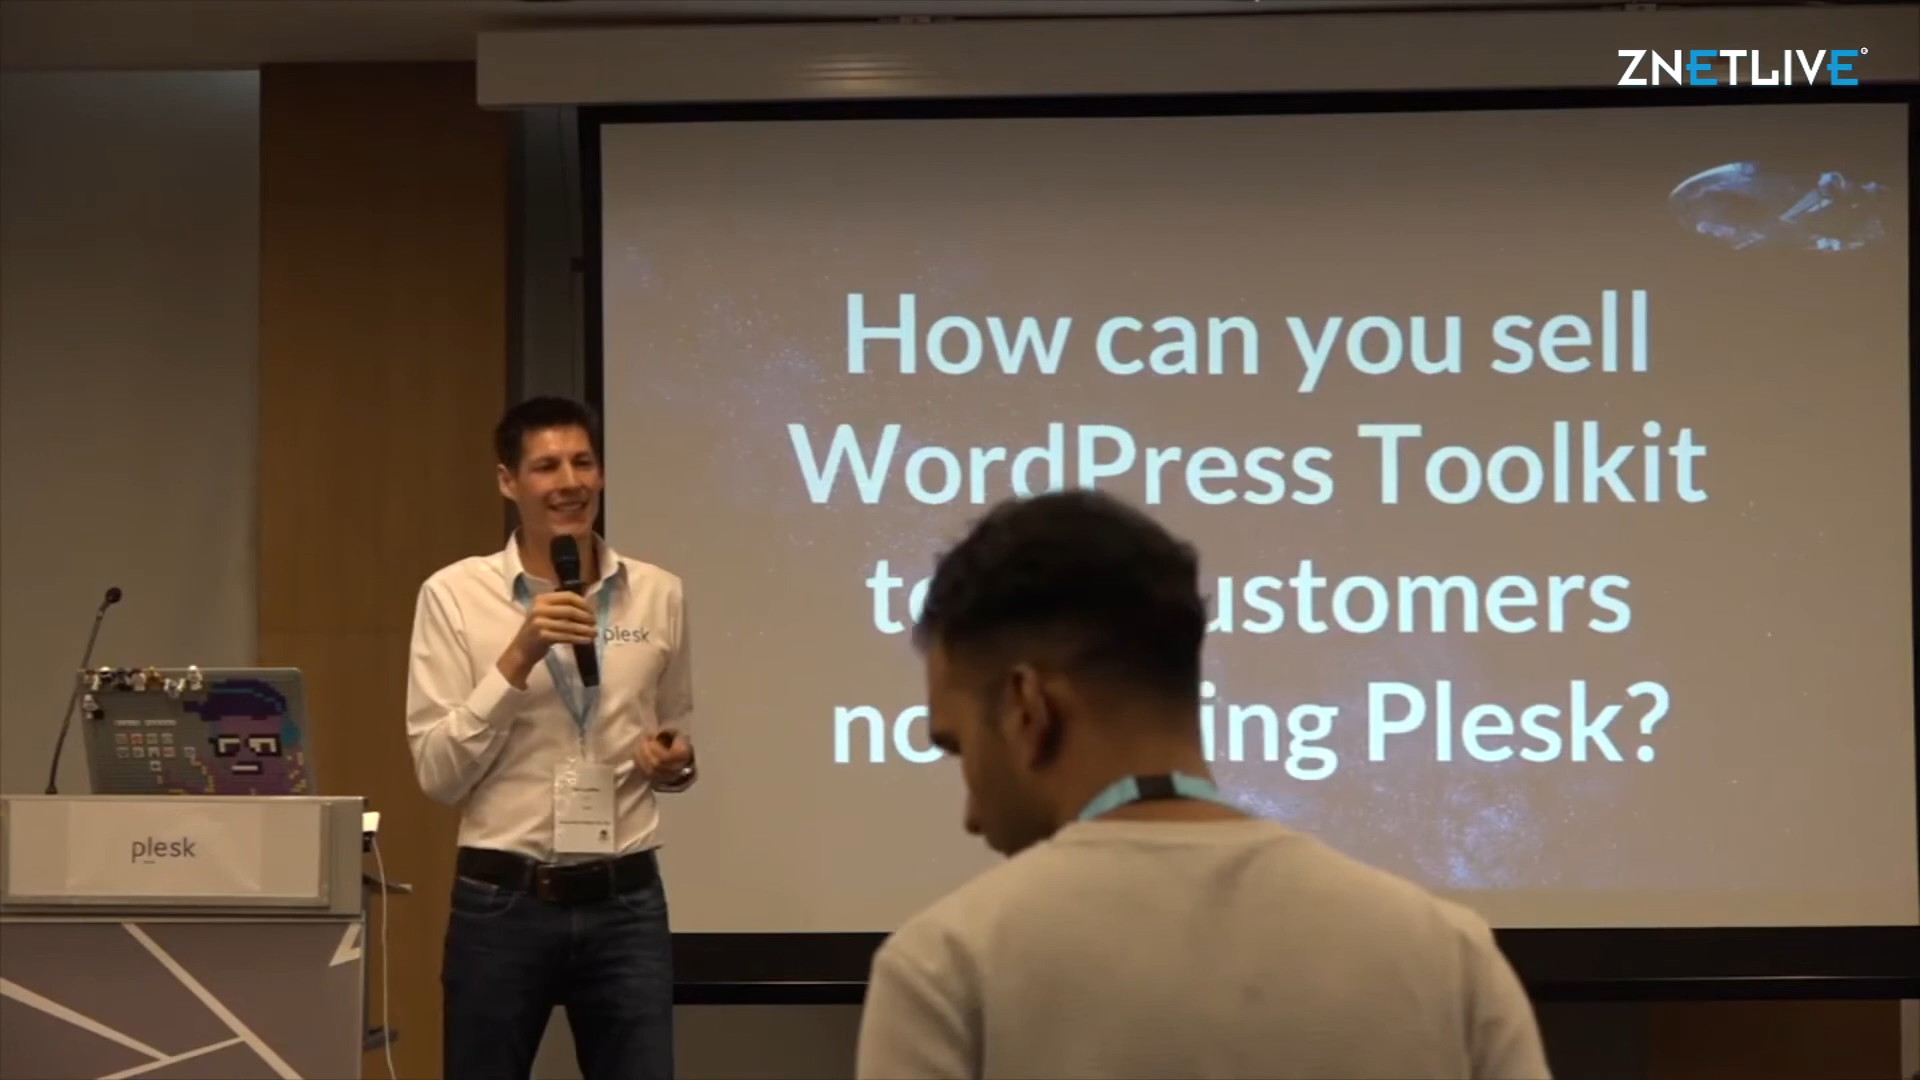 ZNETLIVE®
How can you sell
WordPress Toolkit
ustomers
ing Plesk?
plesk
plesk